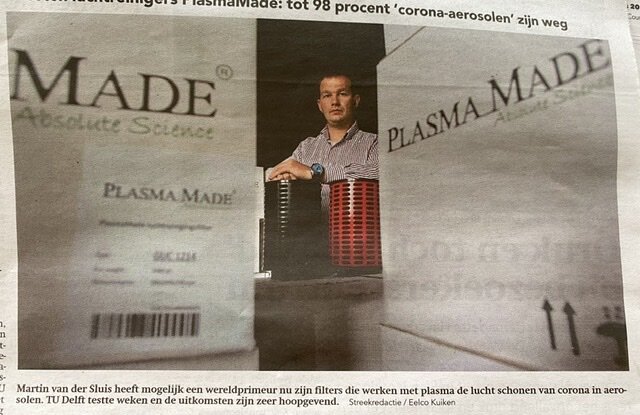 PlasmaMade: tot 98 procent ‘corona-aerosolen’ zijn weg
MADE®
Absolute Science
PLASMA MADE
Absolute Science
PLASMA MADE®
Martin van der Sluis heeft mogelijk een wereldprimeur nu zijn filters die werken met plasma de lucht schonen van corona in aero-
solen. TU Delft testte weken en de uitkomsten zijn zeer hoopgevend. Streekredactie / Eelco Kuiken